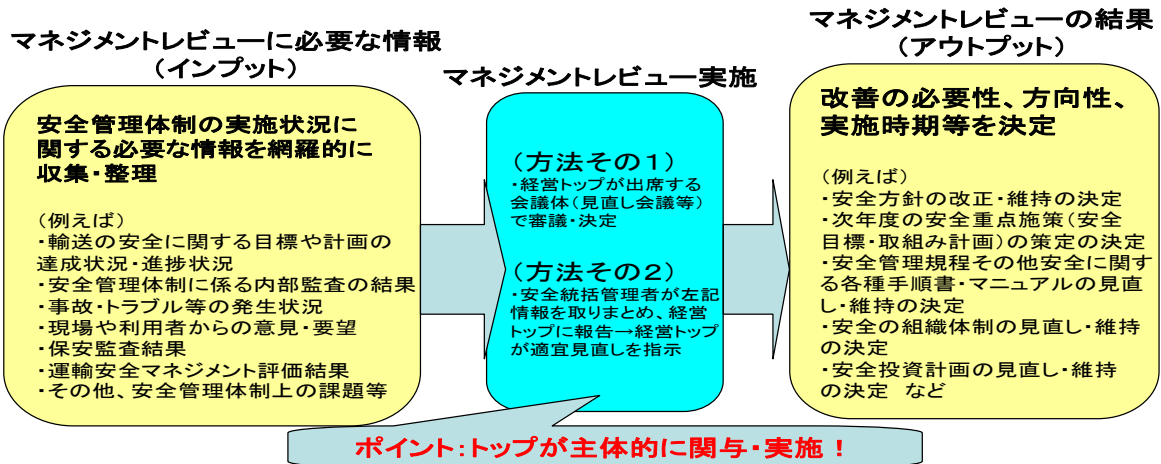 マネジメントレビューに必要な情報
（インプット）
安全管理体制の実施状況に
関する必要な情報を網羅的に
収集・整理
（例えば）
・輸送の安全に関する目標や計画の
達成状況・進捗状況
・安全管理体制に係る内部監査の結果
・事故・トラブル等の発生状況
・現場や利用者からの意見・要望
・保安監査結果
・運輸安全マネジメント評価結果
・その他、安全管理体制上の課題等
マネジメントレビュー実施
（方法その１）
・経営トップが出席する
会議体（見直し会議等）
で審議・決定
（方法その２）
・安全統括管理者が左記
情報を取りまとめ、経営
トップに報告→経営トップ
が適宜見直しを指示
マネジメントレビューの結果
（アウトプット）
改善の必要性、方向性、
実施時期等を決定
（例えば）
・安全方針の改正・維持の決定
・次年度の安全重点施策（安全
目標・取組み計画）の策定の決定
・安全管理規程その他安全に関す
る各種手順書・マニュアルの見直
し・維持の決定
・安全の組織体制の見直し・維持
の決定
・安全投資計画の見直し・維持
の決定 など
ポイント：トップが主体的に関与・実施！